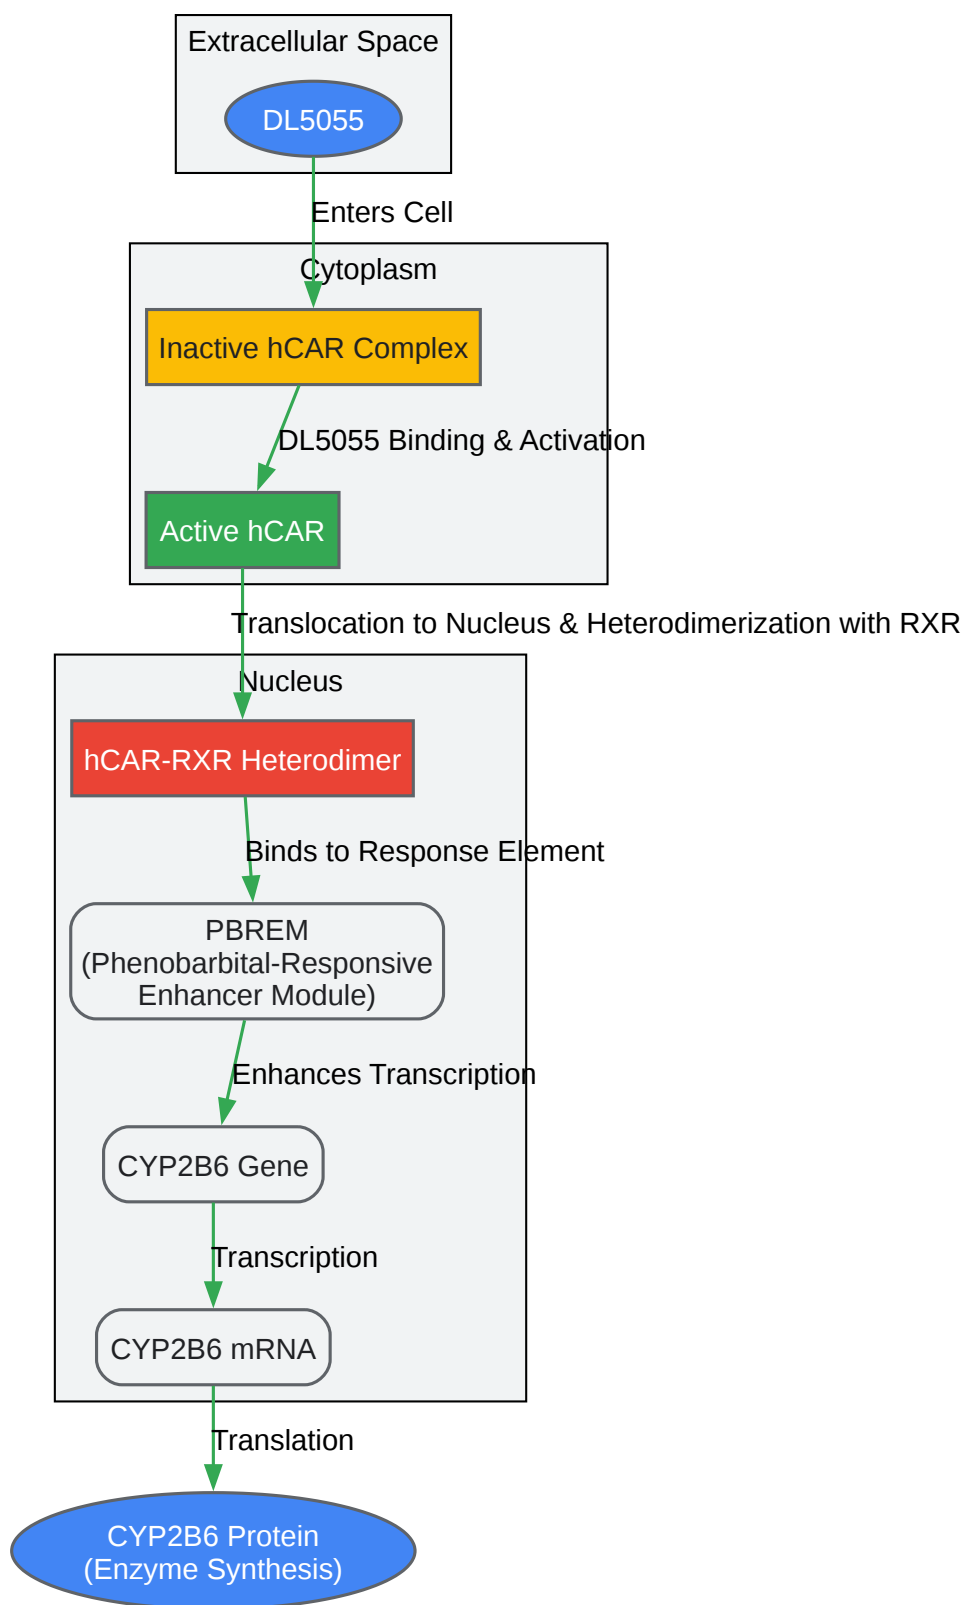 Extracellular Space
DL5055
Enters Cell
Cytoplasm
Inactive hCAR Complex
DL5055 Binding & Activation
Active hCAR
Translocation to Nucleus & Heterodimerization with RXR
Nucleus
hCAR-RXR Heterodimer
Binds to Response Element
PBREM
(Phenobarbital-Responsive
Enhancer Module)
Enhances Transcription
CYP2B6 Gene
Transcription
CYP2B6 mRNA
Translation
CYP2B6 Protein
(Enzyme Synthesis)